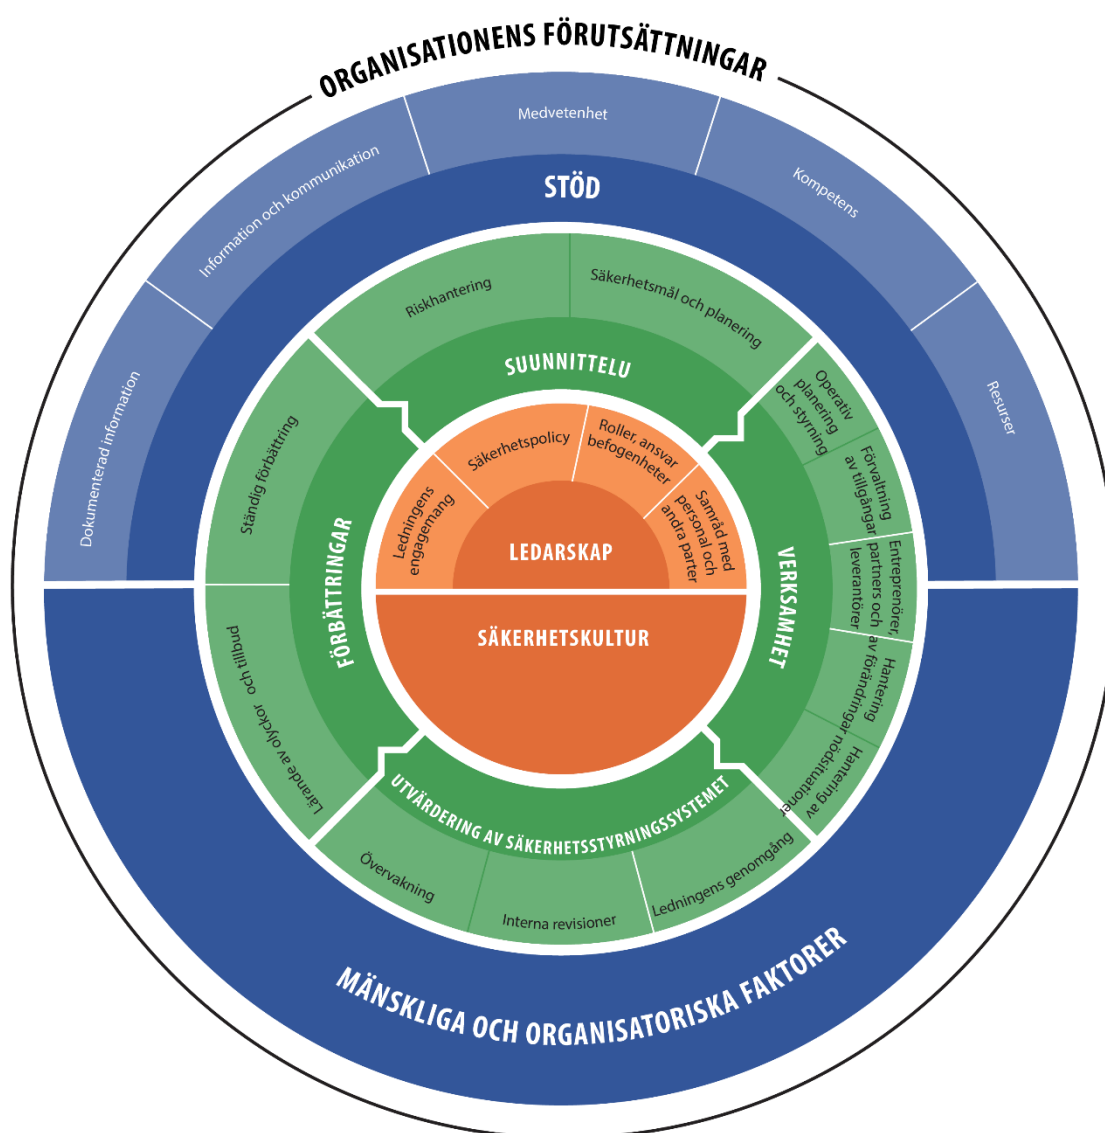 ORGANISATIONENS FÖRUTSÄTTNINGAR
Medvetenhet
Information och kommunikation
Kompetens
Dokumenterad information
Resurser
STÖD
Riskhantering
Säkerhetsmål och planering
SUUNNITELU
Ständig förbättring
Lärande av olyckor och tillbud
FÖRBÄTTRINGAR
Operativ
planering
och styrning
Förvaltning
av tillgångar
Entreprenörer,
partners och
leverantörer
Hantering
av förändringar
Hantering av
nödsituationer
VERKSAMHET
Ledningens
engagemang
Säkerhetspolicy
Roller, ansvar
befogenheter
Samråd med
personal och
andra parter
LEDARSKAP
SÄKERHETSKULTUR
UTVÄRDERING AV SÄKERHETSSTYRNINGSSYSTEMET
Övervakning
Interna revisioner
Ledningens genomgång
MÄNSKLIGA OCH ORGANISATORISKA FAKTORER